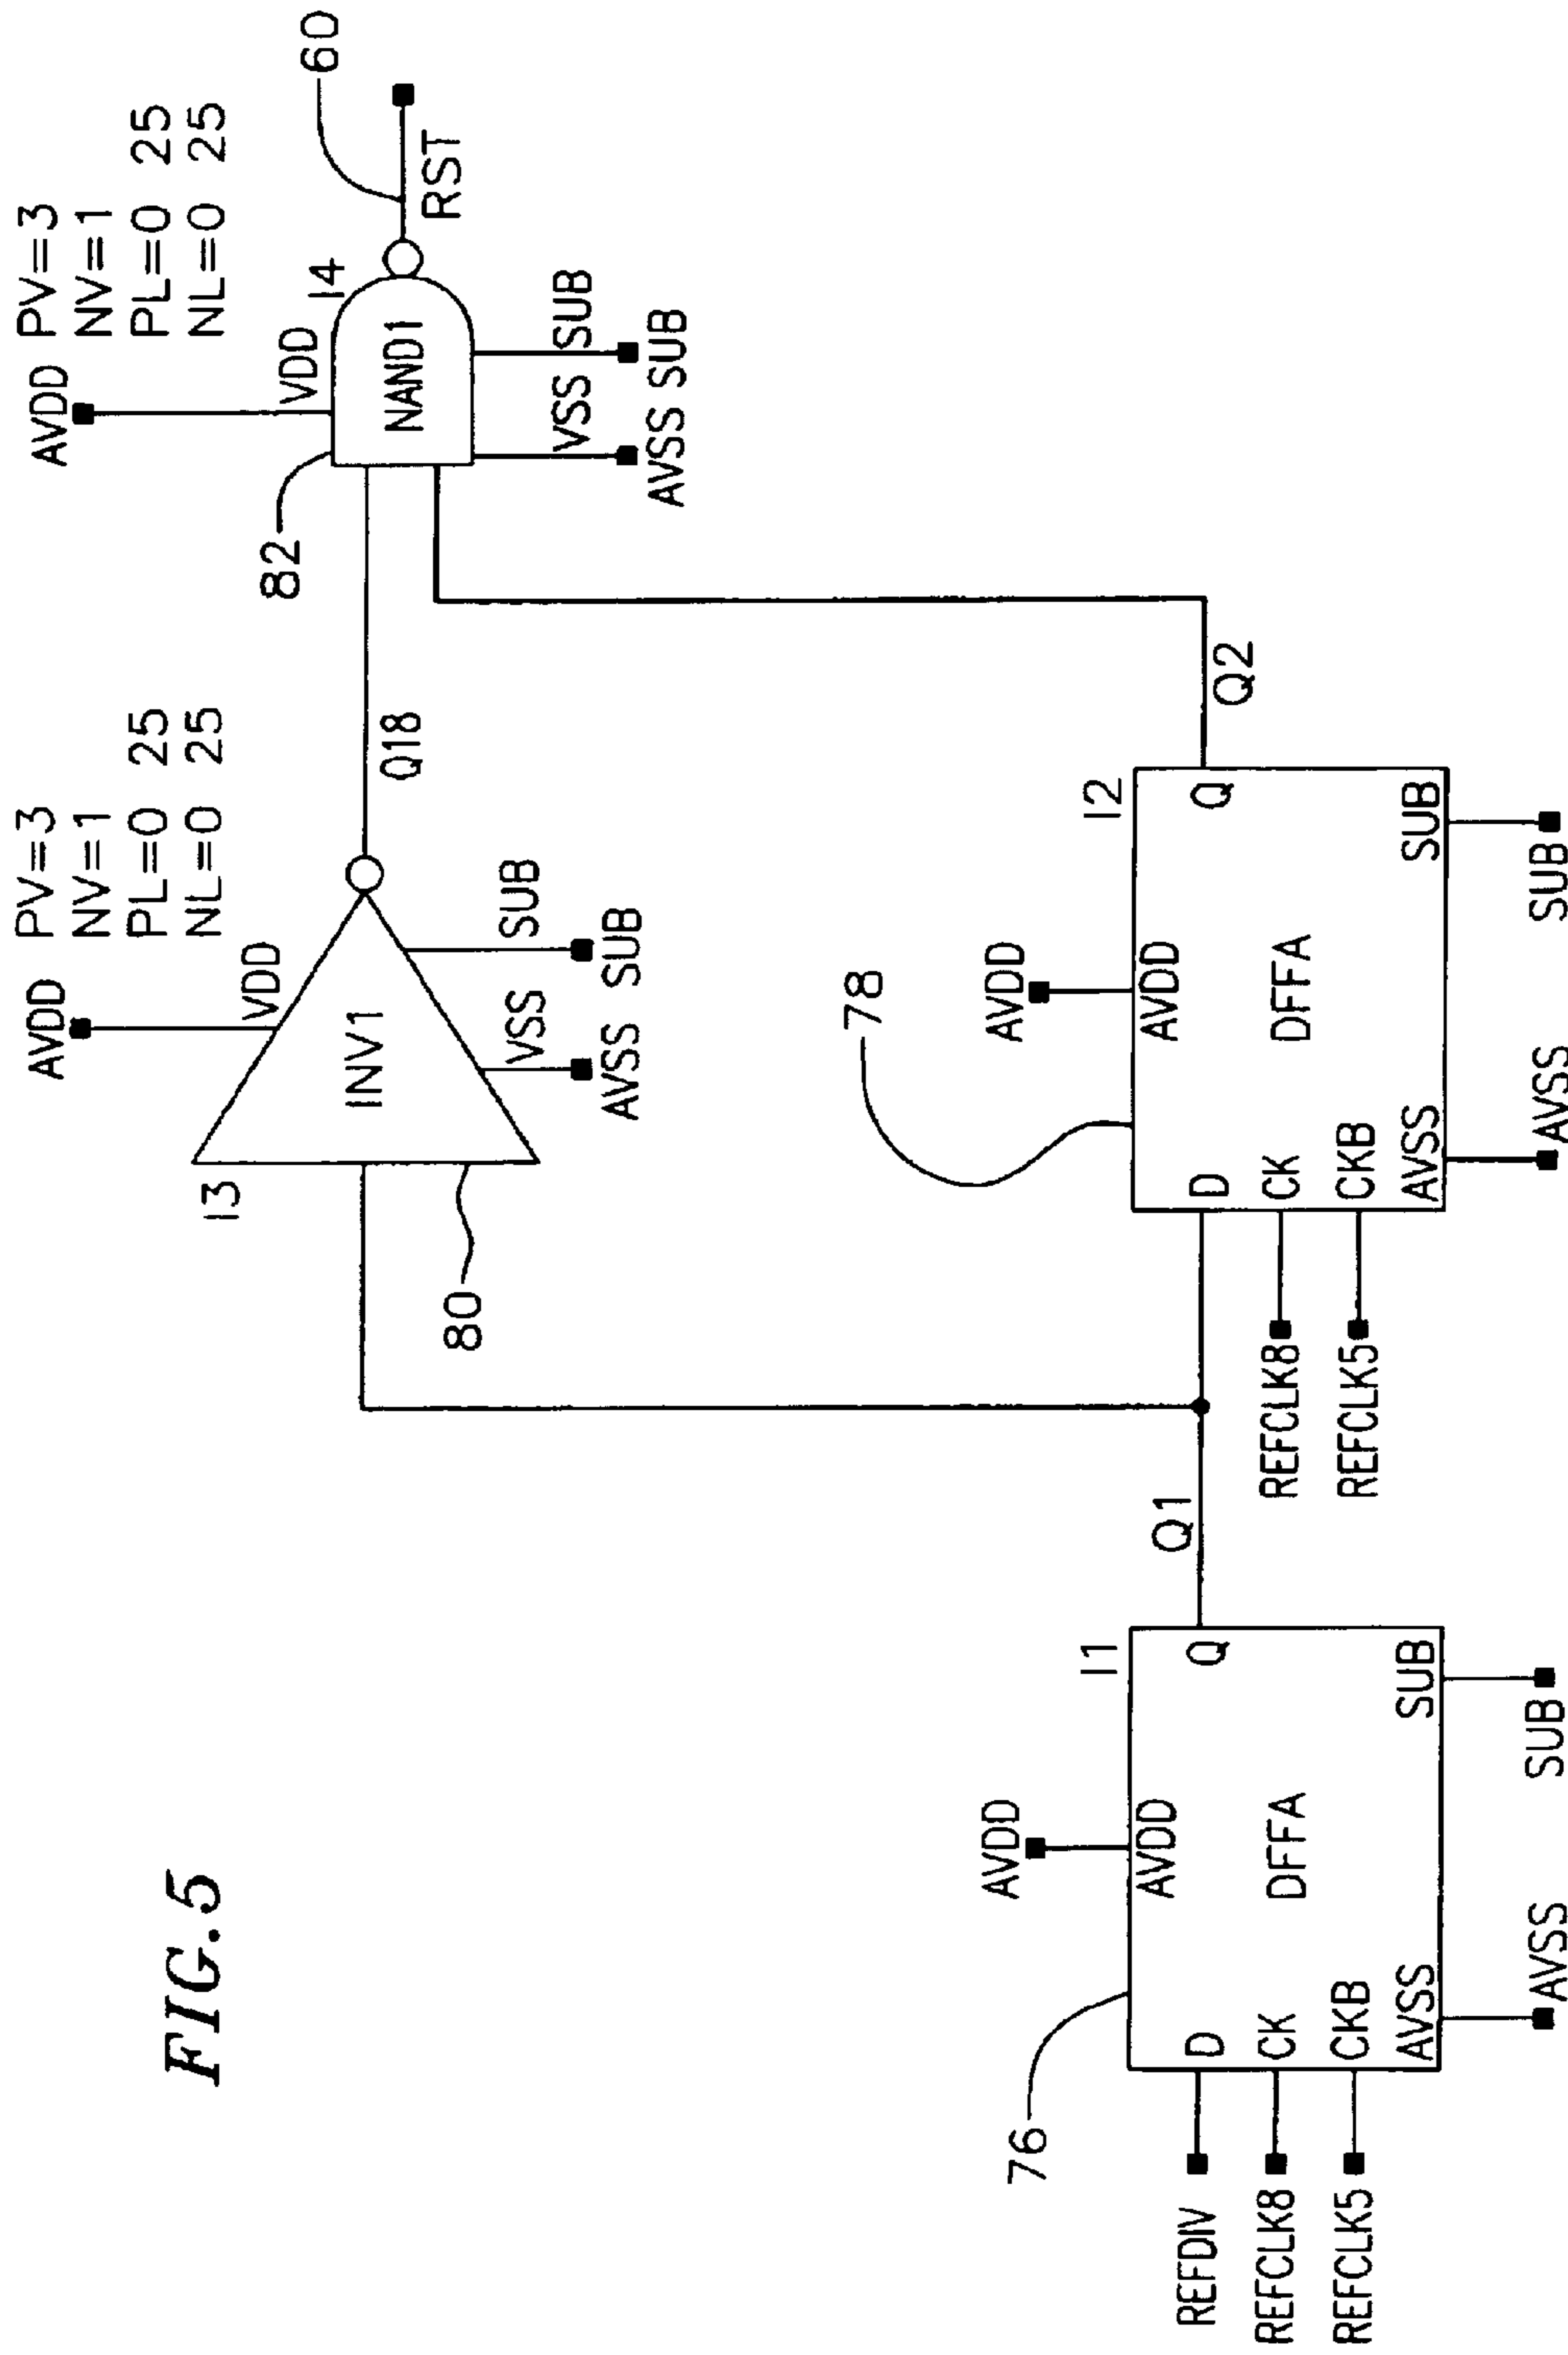 FIG.5
AVDD
PV=3
NV=1
PL=0 25
NL=0 25
VDD
I3
INV1
80
VSS
SUB
AVSS
SUB
Q18
AVDD
PV=3
NV=1
PL=0 25
NL=0 25
VDD
82
I4
NAND1
60
RST
VSS
SUB
AVSS
SUB
76
AVDD
I1
AVDD
REFDIV
D
Q
Q1
REFCLK8
CK
DFFA
REFCLK5
CKB
AVSS
SUB
AVSS
SUB
78
AVDD
I2
AVDD
D
Q
Q2
REFCLK8
CK
DFFA
REFCLK5
CKB
AVSS
SUB
AVSS
SUB